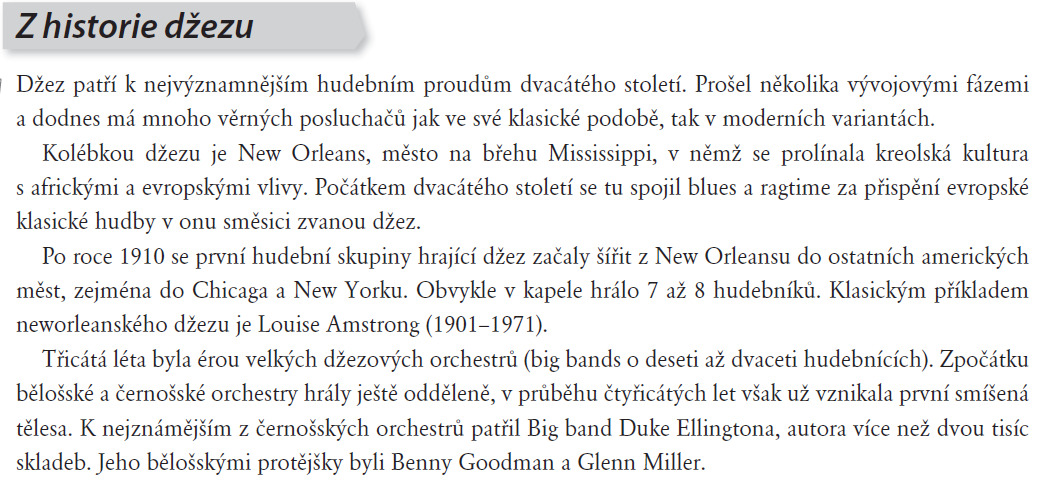 Z historie džezu
Džez patří k nejvýznamnějším hudebním proudům dvacátého století. Prošel několika vývojovými fázemi
a dodnes má mnoho věrných posluchačů jak ve své klasické podobě, tak v moderních variantách.
Kolébkou džezu je New Orleans, město na břehu Mississippi, v němž se prolínala kreolská kultura
s africkými a evropskými vlivy. Počátkem dvacátého století se tu spojil blues a ragtime za přispění evropské
klasické hudby v onu směsici zvanou džez.
Po roce 1910 se první hudební skupiny hrající džez začaly šířit z New Orleansu do ostatních amerických
měst, zejména do Chicaga a New Yorku. Obvykle v kapele hrálo 7 až 8 hudebníků. Klasickým příkladem
neworleanského džezu je Louise Amstrong (1901–1971).
Třicátá léta byla érou velkých džezových orchestrů (big bands o deseti až dvaceti hudebnících). Zpočátku
bělošské a černošské orchestry hrály ještě odděleně, v průběhu čtyřicátých let však už vznikala první smíšená
tělesa. K nejznámějším z černošských orchestrů patřil Big band Duke Ellingtona, autora více než dvou tisíc
skladeb. Jeho bělošskými protějšky byli Benny Goodman a Glenn Miller.